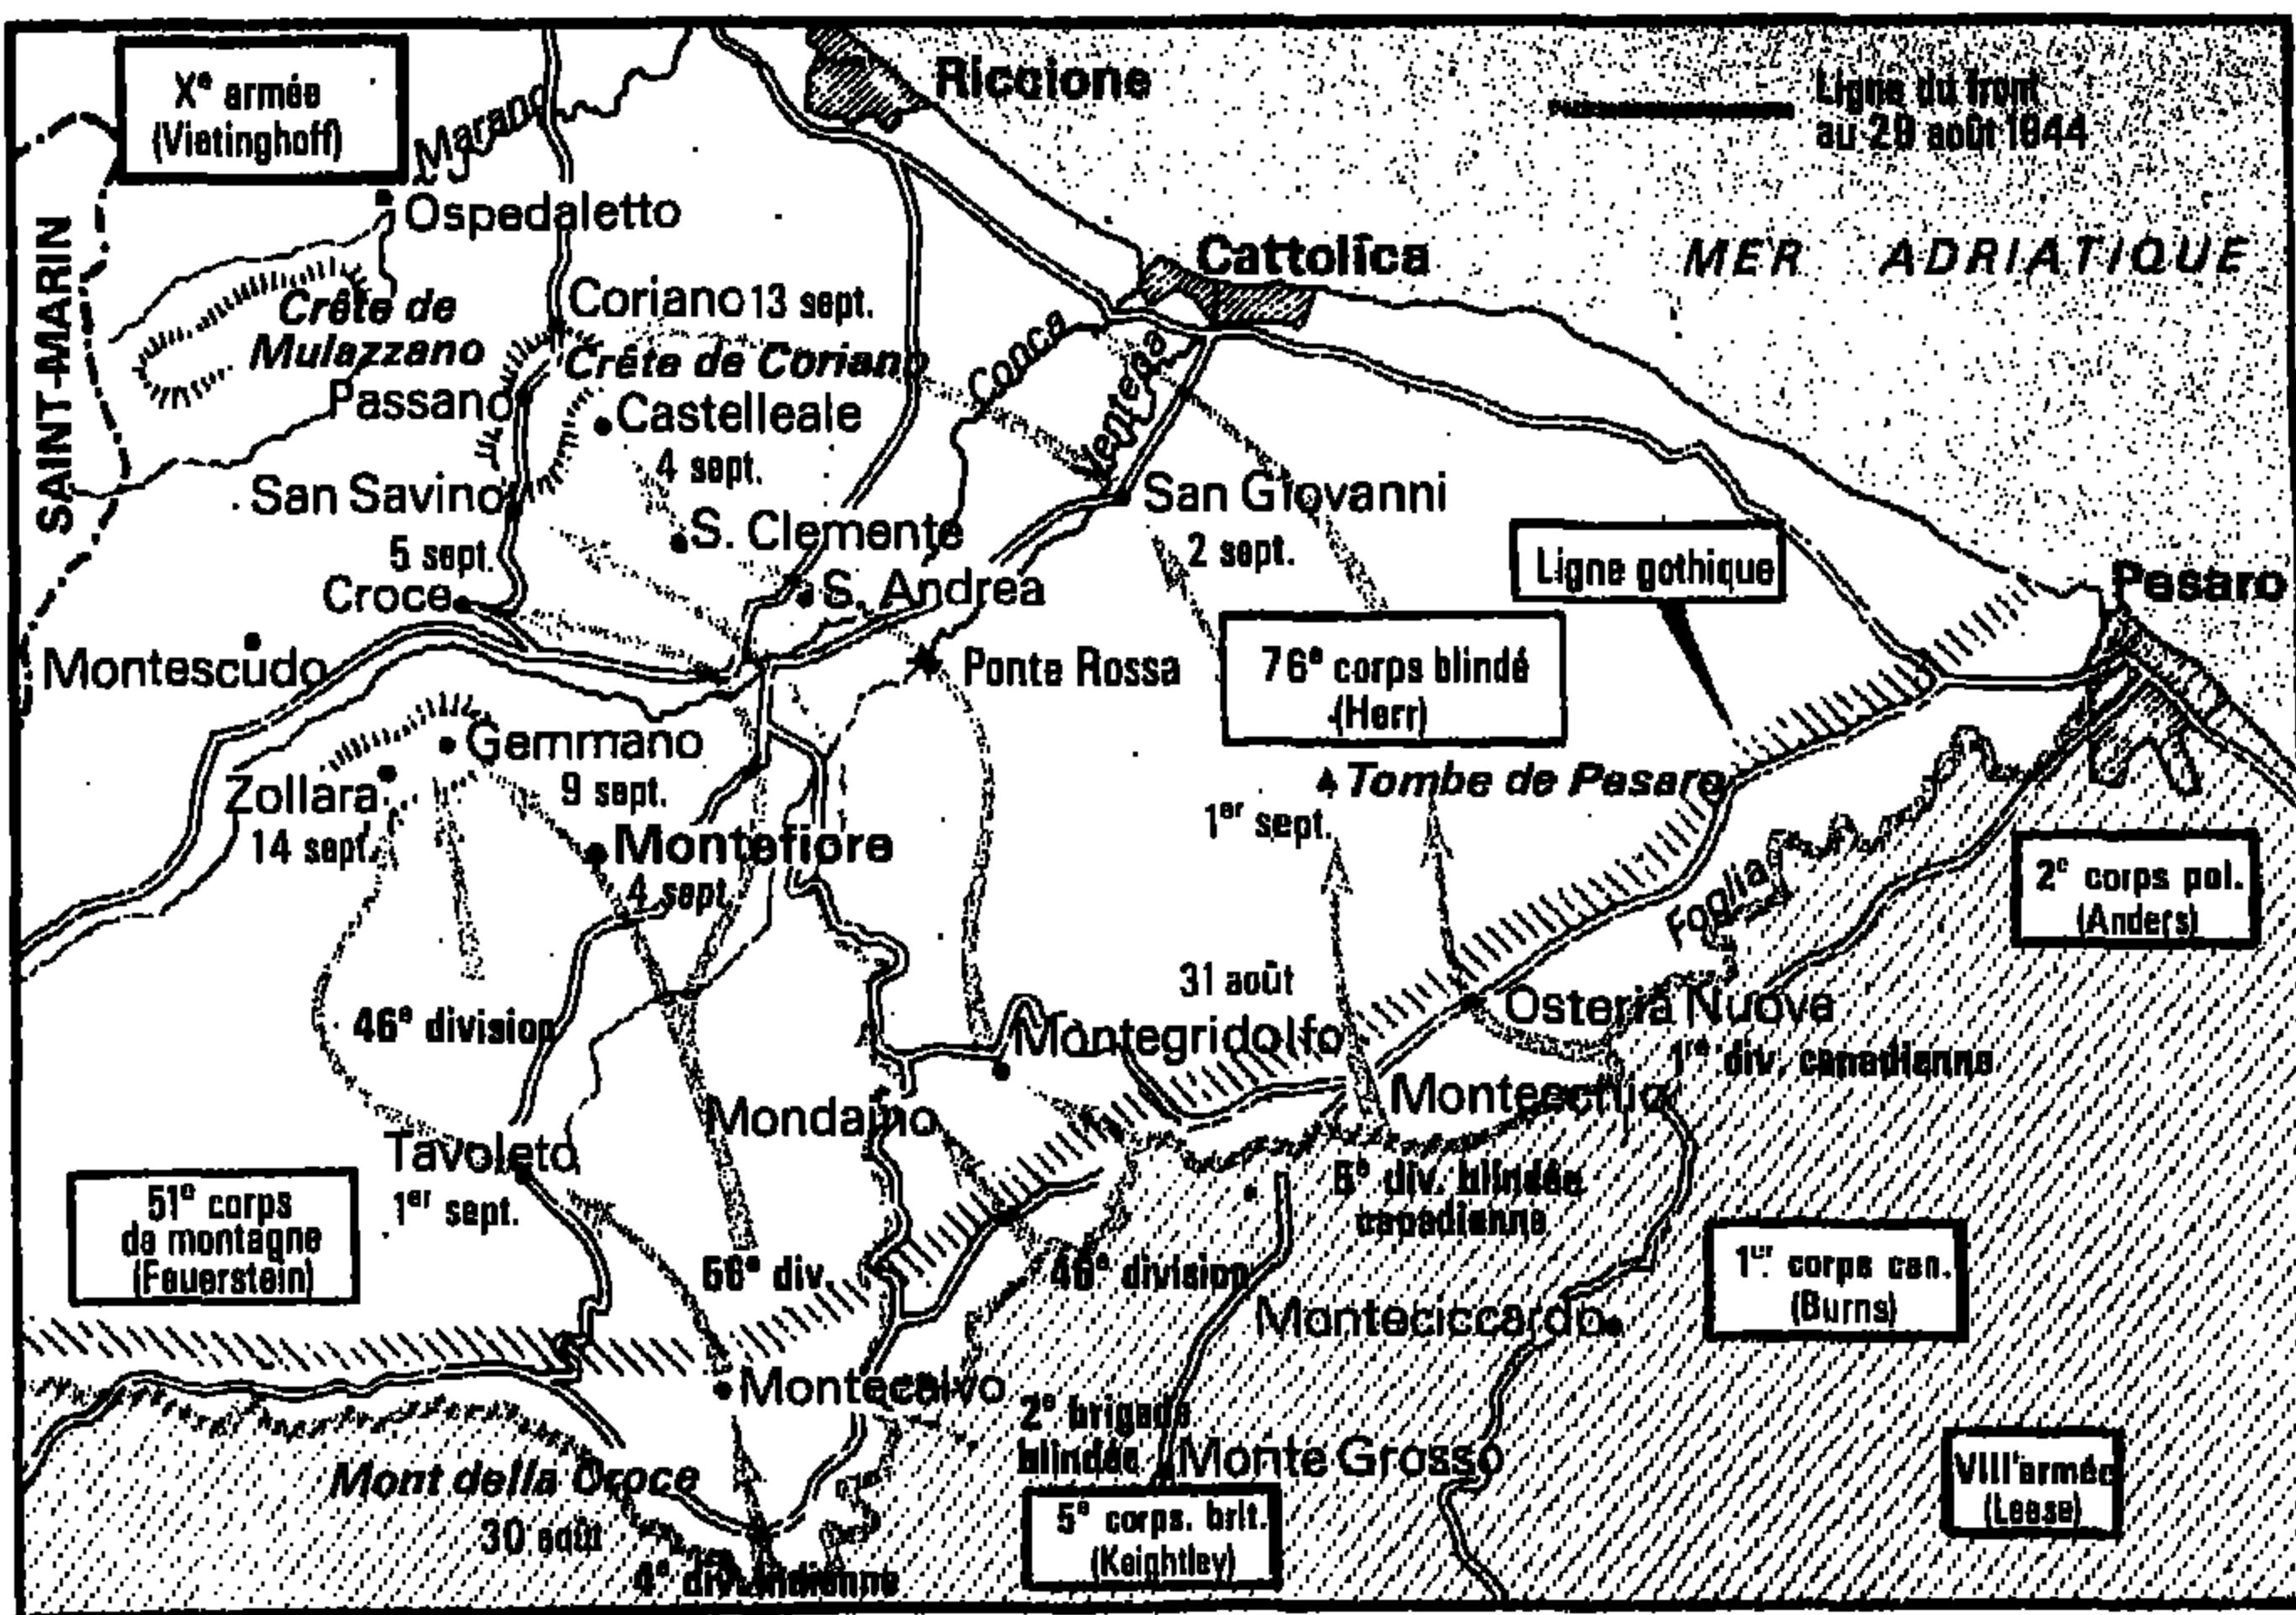 Xe armée
(Vietinghoff)
Marano
Riccione
Ligne du front
au 29 août 1944
Ospedaletto
SAINT-MARIN
Cattolica
MER ADRIATIQUE
Crête de
Mulazzano
Coriano 13 sept.
Crête de Coriano
Conca
Ventena
Passano
Castelleale
4 sept.
San Savino
5 sept.
S. Clemente
San Giovanni
2 sept.
Ligne gothique
Pesaro
Croce
S. Andrea
Montescudo
Ponte Rossa
76e corps blindé
(Herr)
Gemmano
9 sept.
Zollara
14 sept.
Tombe de Pesaro
1er sept.
Montefiore
4 sept.
2e corps pol.
(Anders)
Foglia
31 août
46e division
Montegridolfo
Osteria Nuova
1re div. canadienne
Mondaino
Montecchio
Tavoleto
1er sept.
51e corps
de montagne
(Feuerstein)
56e div.
46e division
5e div. blindée
canadienne
1er corps can.
(Burns)
Monteciccardo
Montecalvo
2e brigade
blindée
Monte Grosso
Mont della Croce
30 août
4e div. indienne
5e corps. brit.
(Keightley)
VIIIe armée
(Leese)